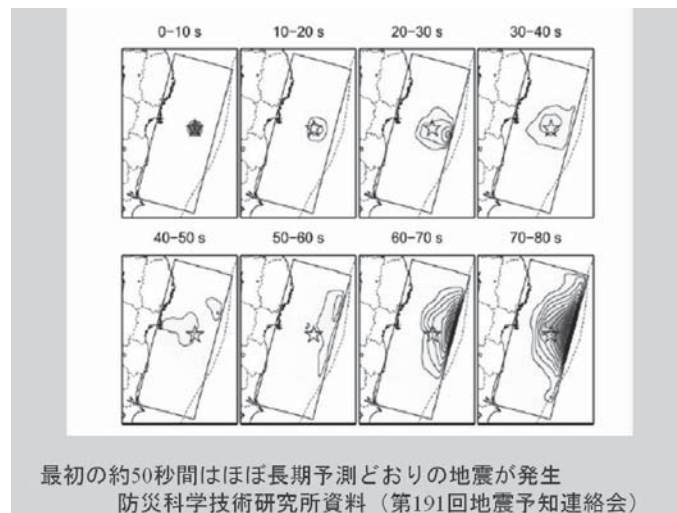 0−10 s 10−20 s 20−30 s 30−40 s
40−50 s 50−60 s 60−70 s 70−80 s
最初の約50秒間はほぼ長期予測どおりの地震が発生
防災科学技術研究所資料（第191回地震予知連絡会）